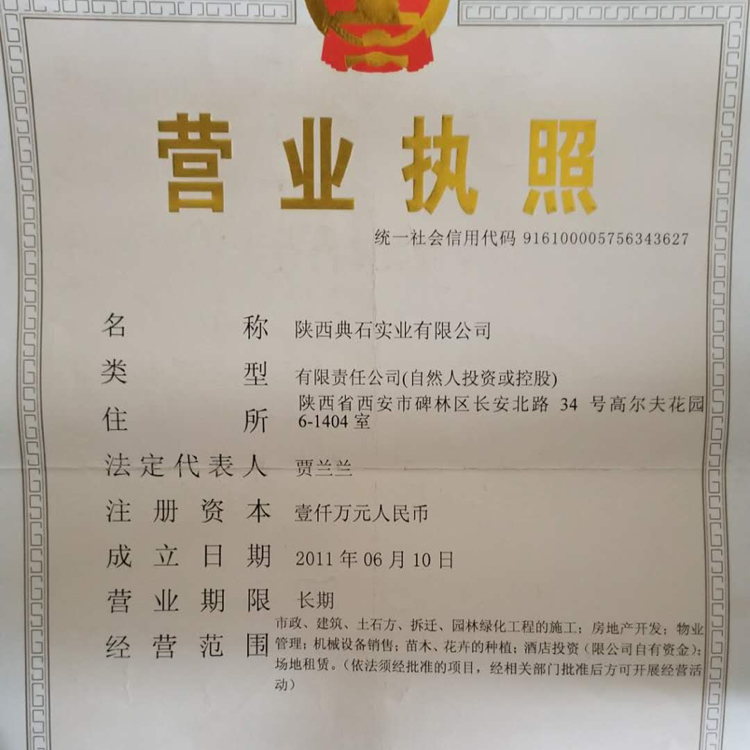 营业执照
统一社会信用代码 916100005756343627
名称 陕西典石实业有限公司
类型 有限责任公司(自然人投资或控股)
住所 陕西省西安市碑林区长安北路 34 号高尔夫花园
6-1404 室
法定代表人 贾兰兰
注册资本 壹仟万元人民币
成立日期 2011 年 06 月 10 日
营业期限 长期
经营范围 市政、建筑、土石方、拆迁、园林绿化工程的施工；房地产开发；物业
管理；机械设备销售；苗木、花卉的种植；酒店投资（限公司自有资金）；
场地租赁。（依法须经批准的项目，经相关部门批准后方可开展经营活
动）